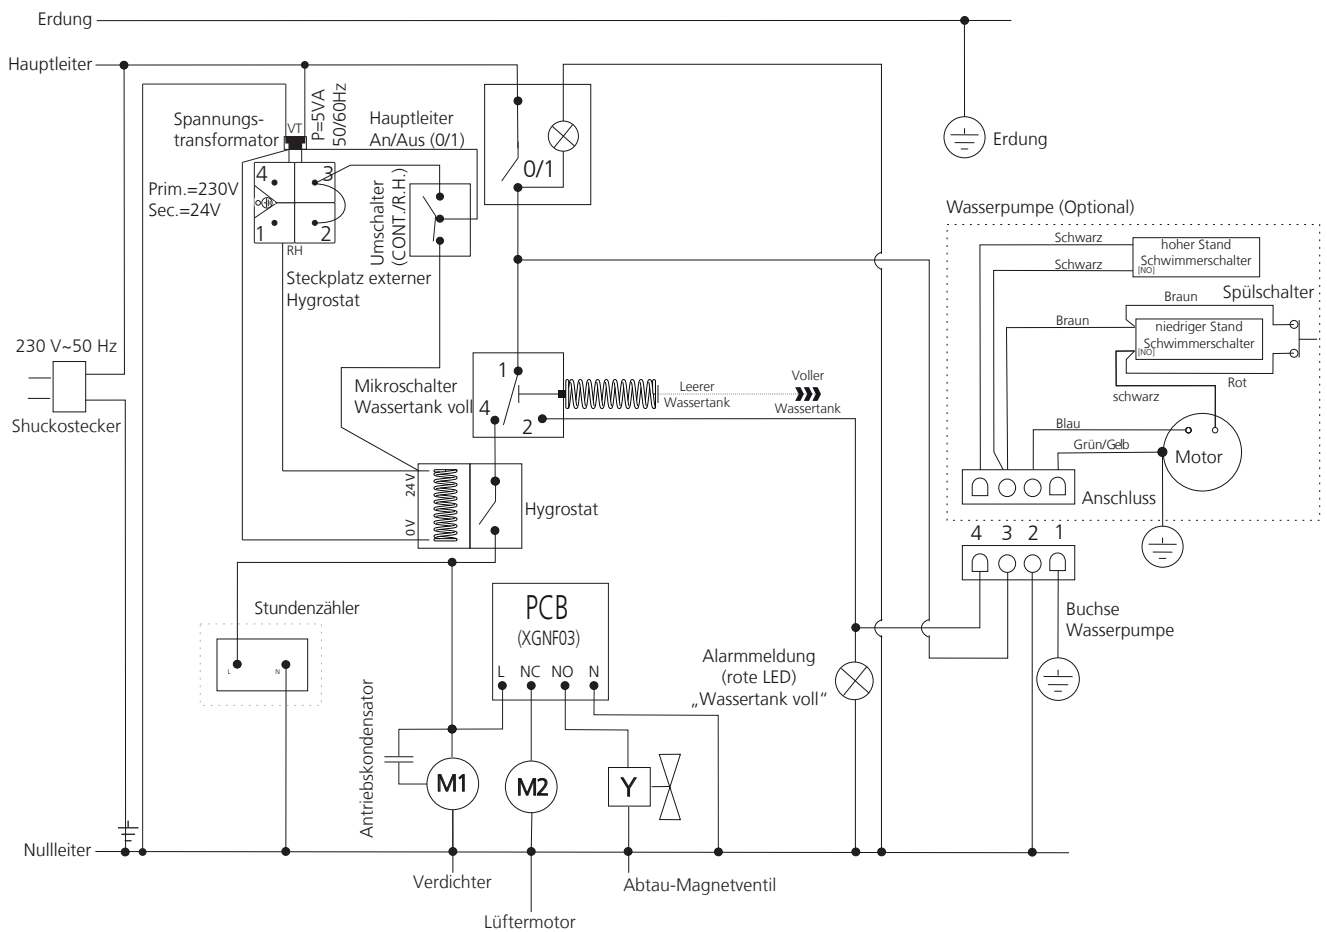 Erdung
Hauptleiter
Spannungs-
transformator
VT
P=5VA
50/60Hz
Hauptleiter
An/Aus (0/1)
0/1
Erdung
Prim.=230V
Sec.=24V
4
3
1
2
RH
Umschalter
(CONT./R.H.)
Steckplatz externer
Hygrostat
Wasserpumpe (Optional)
Schwarz
hoher Stand
Schwimmerschalter
[NO]
Schwarz
Spülschalter
Braun
Braun
niedriger Stand
Schwimmerschalter
[NO]
Rot
schwarz
Blau
Grün/Gelb
Motor
Anschluss
230 V~50 Hz
Shuckostecker
Mikroschalter
Wassertank voll
1
4
2
Leerer
Wassertank
Voller
Wassertank
24 V
0 V
Hygrostat
4 3 2 1
Buchse
Wasserpumpe
Stundenzähler
L
N
PCB
(XGNF03)
L NC NO N
Alarmmeldung
(rote LED)
„Wassertank voll“
Antriebskondensator
M1
M2
Y
Nullleiter
Verdichter
Abtau-Magnetventil
Lüftermotor